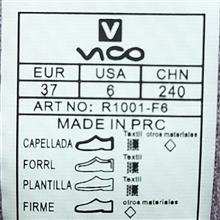 V
VICO
EUR USA CHN
37 6 240
ART NO: R1001-F6
MADE IN PRC
CAPELLADA Textil otros materiales
FORRL Textil
PLANTILLA Textil
FIRME otros materiales